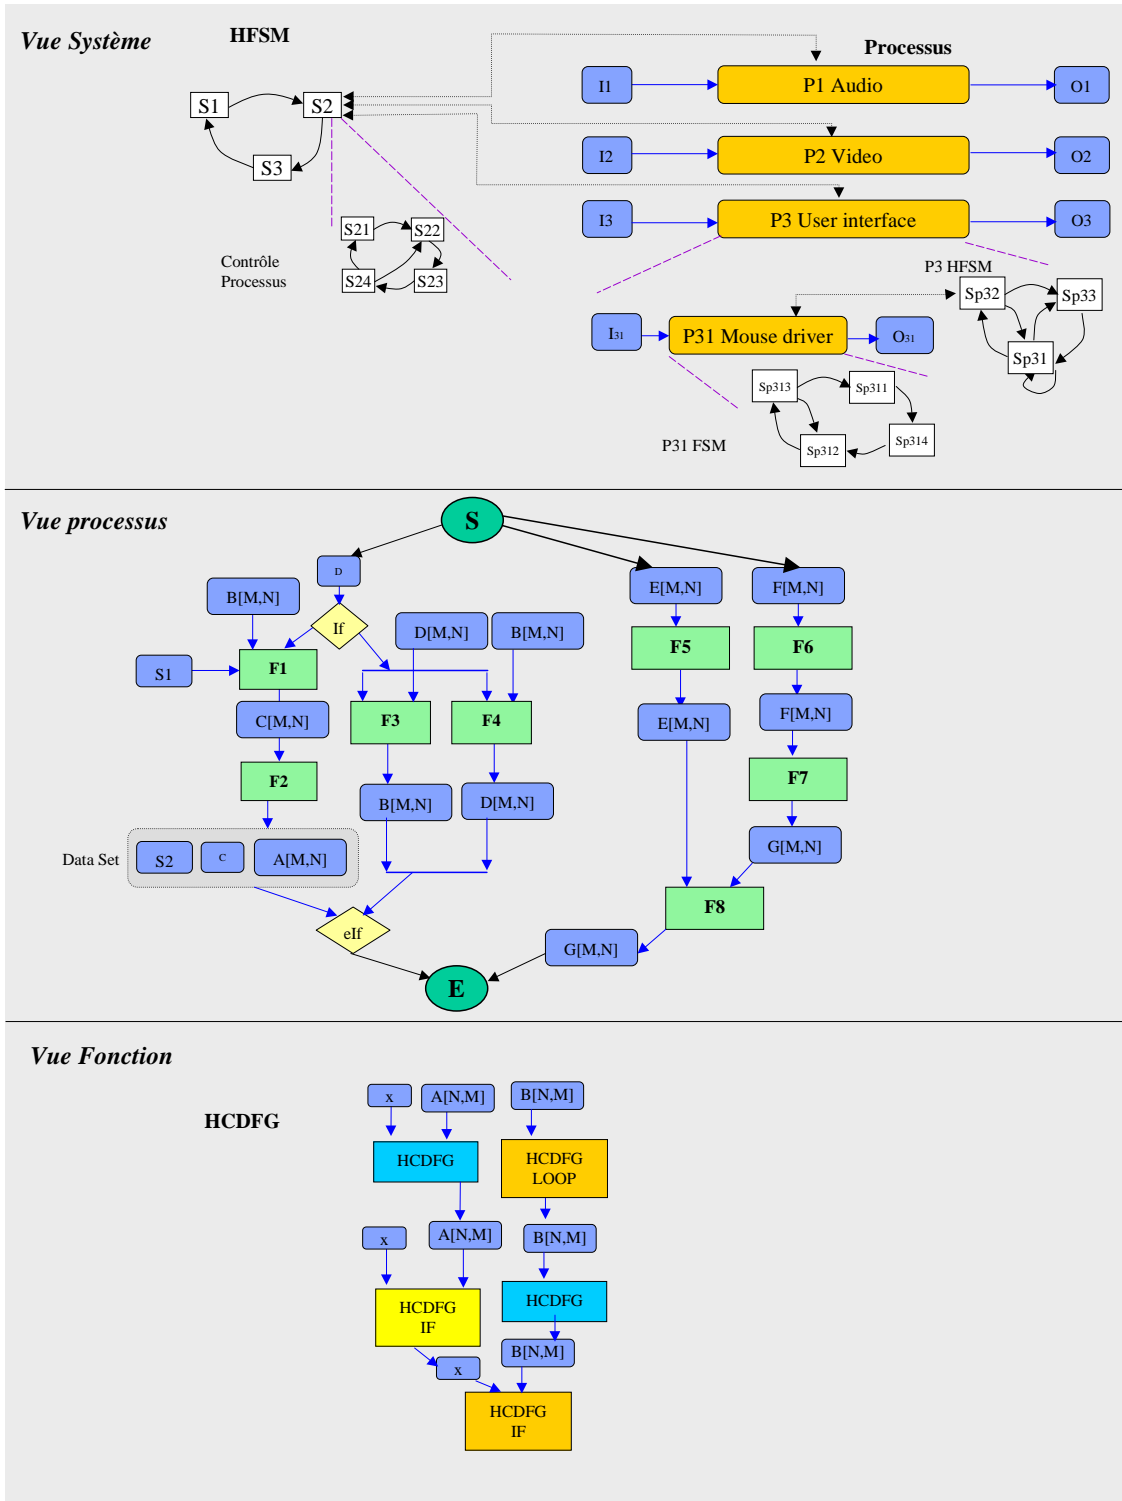 Vue Système
HFSM
Processus
I1
P1 Audio
O1
S1
S2
S3
I2
P2 Video
O2
I3
P3 User interface
O3
S21
S22
S24
S23
Contrôle
Processus
P3 HFSM
Sp32
Sp33
Sp31
I31
P31 Mouse driver
O31
Sp313
Sp311
Sp312
Sp314
P31 FSM
Vue processus
S
D
B[M,N]
If
D[M,N]
B[M,N]
E[M,N]
F[M,N]
S1
F1
F5
F6
C[M,N]
F3
F4
E[M,N]
F[M,N]
F2
F7
B[M,N]
D[M,N]
Data Set
S2
C
A[M,N]
G[M,N]
F8
eIf
G[M,N]
E
Vue Fonction
HCDFG
x
A[N,M]
B[N,M]
HCDFG
HCDFG
LOOP
x
A[N,M]
B[N,M]
HCDFG
IF
HCDFG
x
B[N,M]
HCDFG
IF